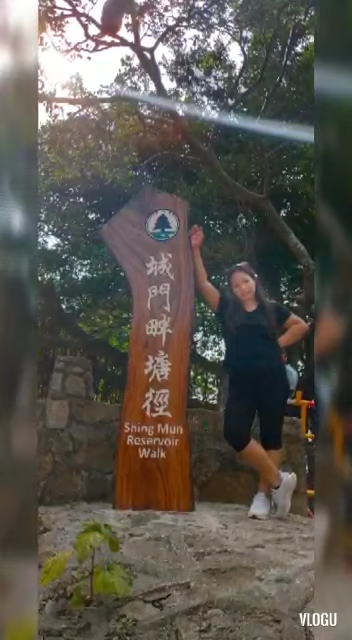 城門畔塘徑
Shing Mun
Reservoir
Walk
VLOGU